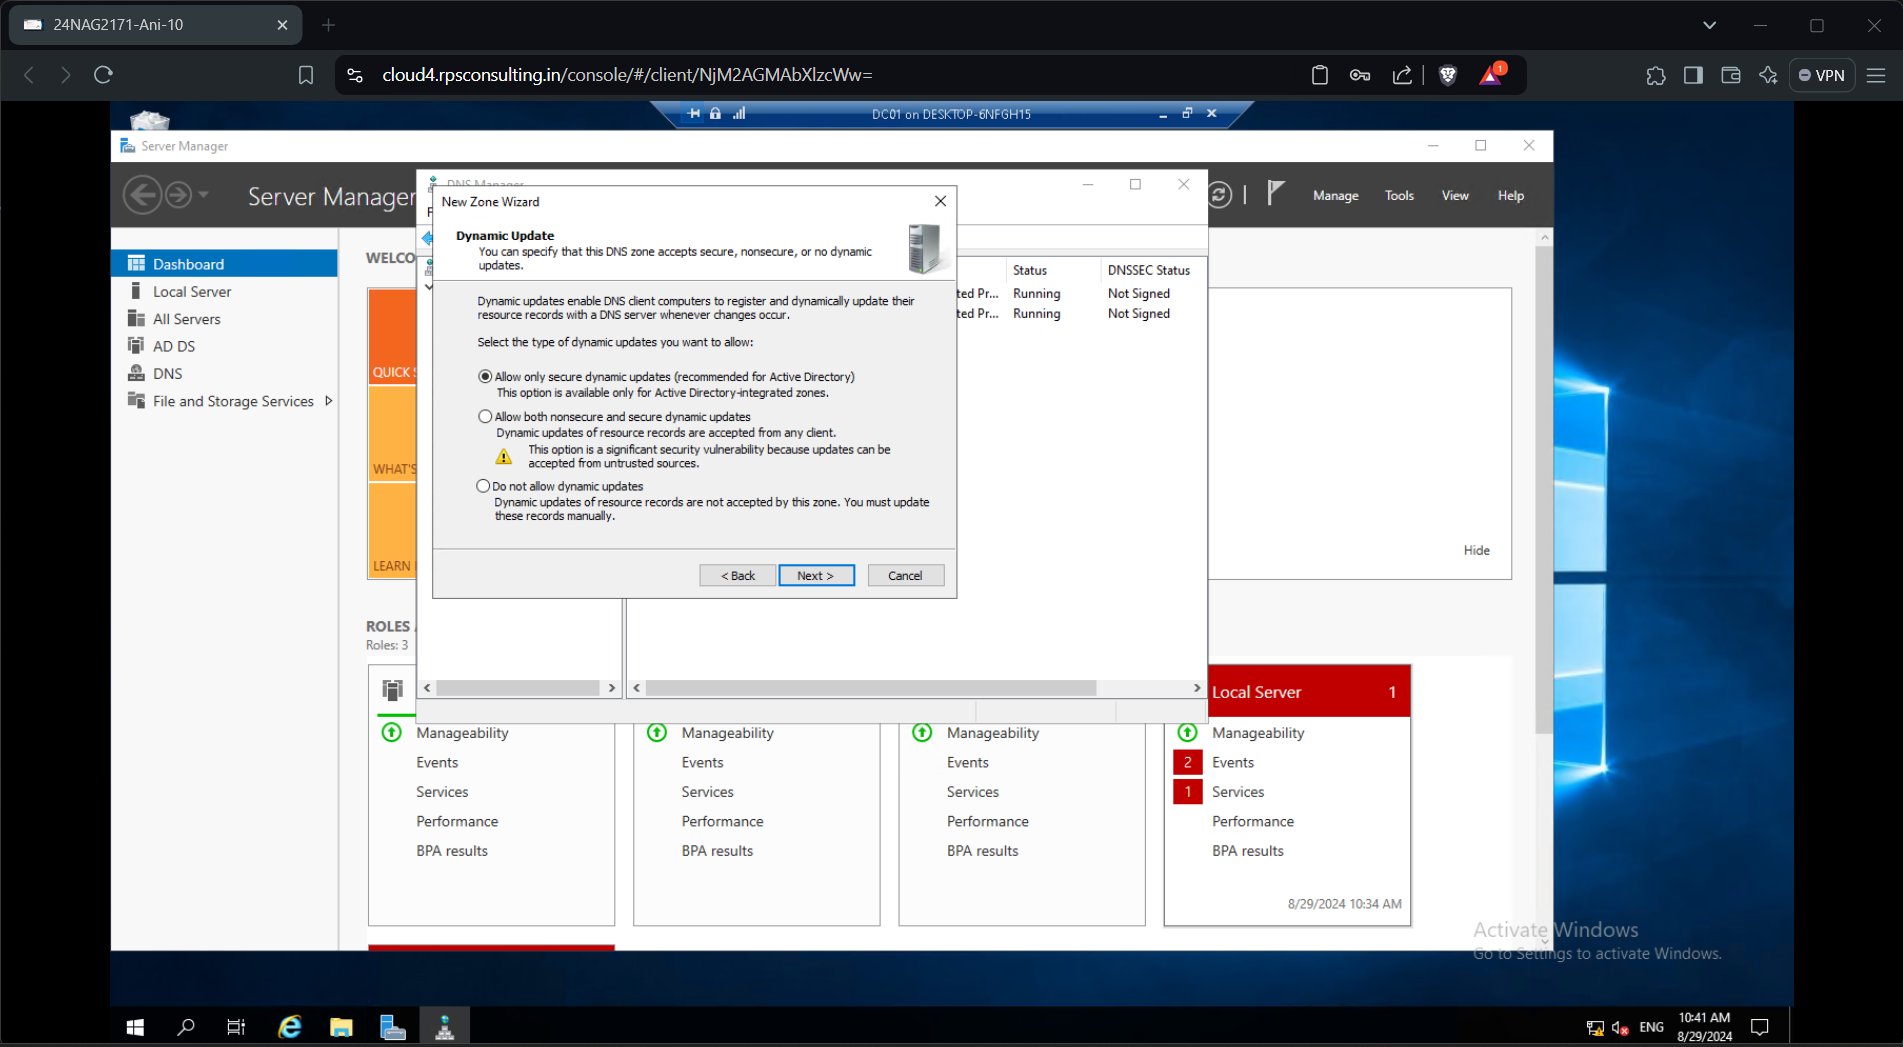 24NAG2171-Ani-10
cloud4.rpsconsulting.in/console/#/client/NjM2AGMAbXlzcWw=
1
VPN
DC01 on DESKTOP-6NFGH15
Server Manager
Server Manager
Manage
Tools
View
Help
DNS Manager
New Zone Wizard
Dynamic Update
You can specify that this DNS zone accepts secure, nonsecure, or no dynamic
updates.
Dynamic updates enable DNS client computers to register and dynamically update their
resource records with a DNS server whenever changes occur.
Select the type of dynamic updates you want to allow:
Allow only secure dynamic updates (recommended for Active Directory)
This option is available only for Active Directory-integrated zones.
Allow both nonsecure and secure dynamic updates
Dynamic updates of resource records are accepted from any client.
This option is a significant security vulnerability because updates can be
accepted from untrusted sources.
Do not allow dynamic updates
Dynamic updates of resource records are not accepted by this zone. You must update
these records manually.
< Back
Next >
Cancel
Status
DNSSEC Status
ted Pr...
Running
Not Signed
ted Pr...
Running
Not Signed
Dashboard
Local Server
All Servers
AD DS
DNS
File and Storage Services
WELCO
QUICK S
WHAT'S
LEARN
Hide
ROLES
Roles: 3
Manageability
Events
Services
Performance
BPA results
Manageability
Events
Services
Performance
BPA results
Manageability
Events
Services
Performance
BPA results
Local Server
1
Manageability
2
Events
1
Services
Performance
BPA results
8/29/2024 10:34 AM
Activate Windows
Go to Settings to activate Windows.
ENG
10:41 AM
8/29/2024